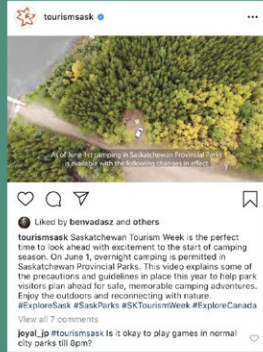 tourismsask
As of June 1st camping in Saskatchewan Provincial Parks
is available with the following changes in effect
Liked by benvadasz and others
tourismsask Saskatchewan Tourism Week is the perfect
time to look ahead with excitement to the start of camping
season. On June 1, overnight camping is permitted in
Saskatchewan Provincial Parks. This video explains some of
the precautions and guidelines in place this year to help park
visitors plan ahead for safe, memorable camping adventures.
Enjoy the outdoors and reconnecting with nature.
#ExploreSask #SaskParks #SKTourismWeek #ExploreCanada
View all 7 comments
joyal_jp #tourismsask Is it okay to play games in normal
city parks till 8pm?